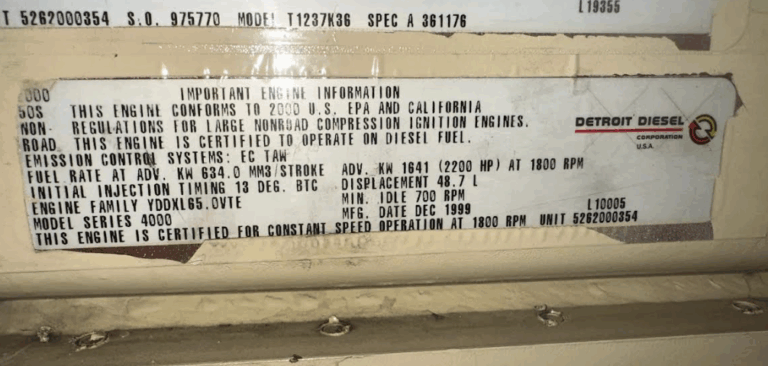 L19355
T 5262000354 S.O. 975770 MODEL T1237K36 SPEC A 361176
2000 IMPORTANT ENGINE INFORMATION
50S THIS ENGINE CONFORMS TO 2000 U.S. EPA AND CALIFORNIA
NON- REGULATIONS FOR LARGE NONROAD COMPRESSION IGNITION ENGINES.
ROAD THIS ENGINE IS CERTIFIED TO OPERATE ON DIESEL FUEL.
DETROIT DIESEL
CORPORATION
U.S.A.
EMISSION CONTROL SYSTEMS: EC TAW
FUEL RATE AT ADV. KW 634.0 MM3/STROKE ADV. KW 1641 (2200 HP) AT 1800 RPM
INITIAL INJECTION TIMING 13 DEG. BTC DISPLACEMENT 48.7 L
ENGINE FAMILY YDDXL65.0VTE MIN. IDLE 700 RPM
MODEL SERIES 4000 MFG. DATE DEC 1999 L10005
THIS ENGINE IS CERTIFIED FOR CONSTANT SPEED OPERATION AT 1800 RPM UNIT 5262000354